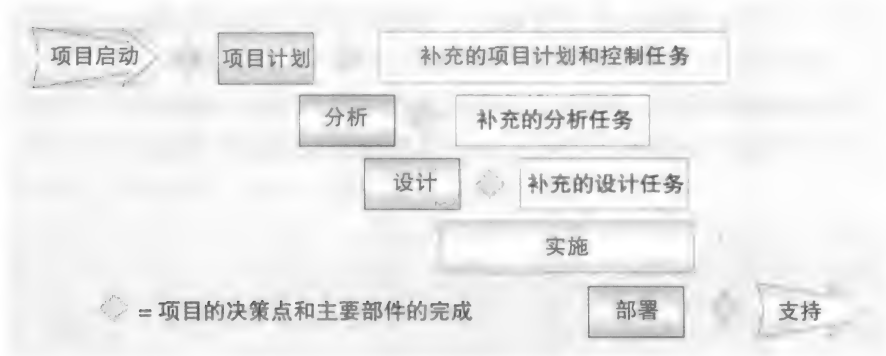 项目启动 项目计划 补充的项目计划和控制任务
分析 补充的分析任务
设计 补充的设计任务
实施
= 项目的决策点和主要部件的完成 部署 支持